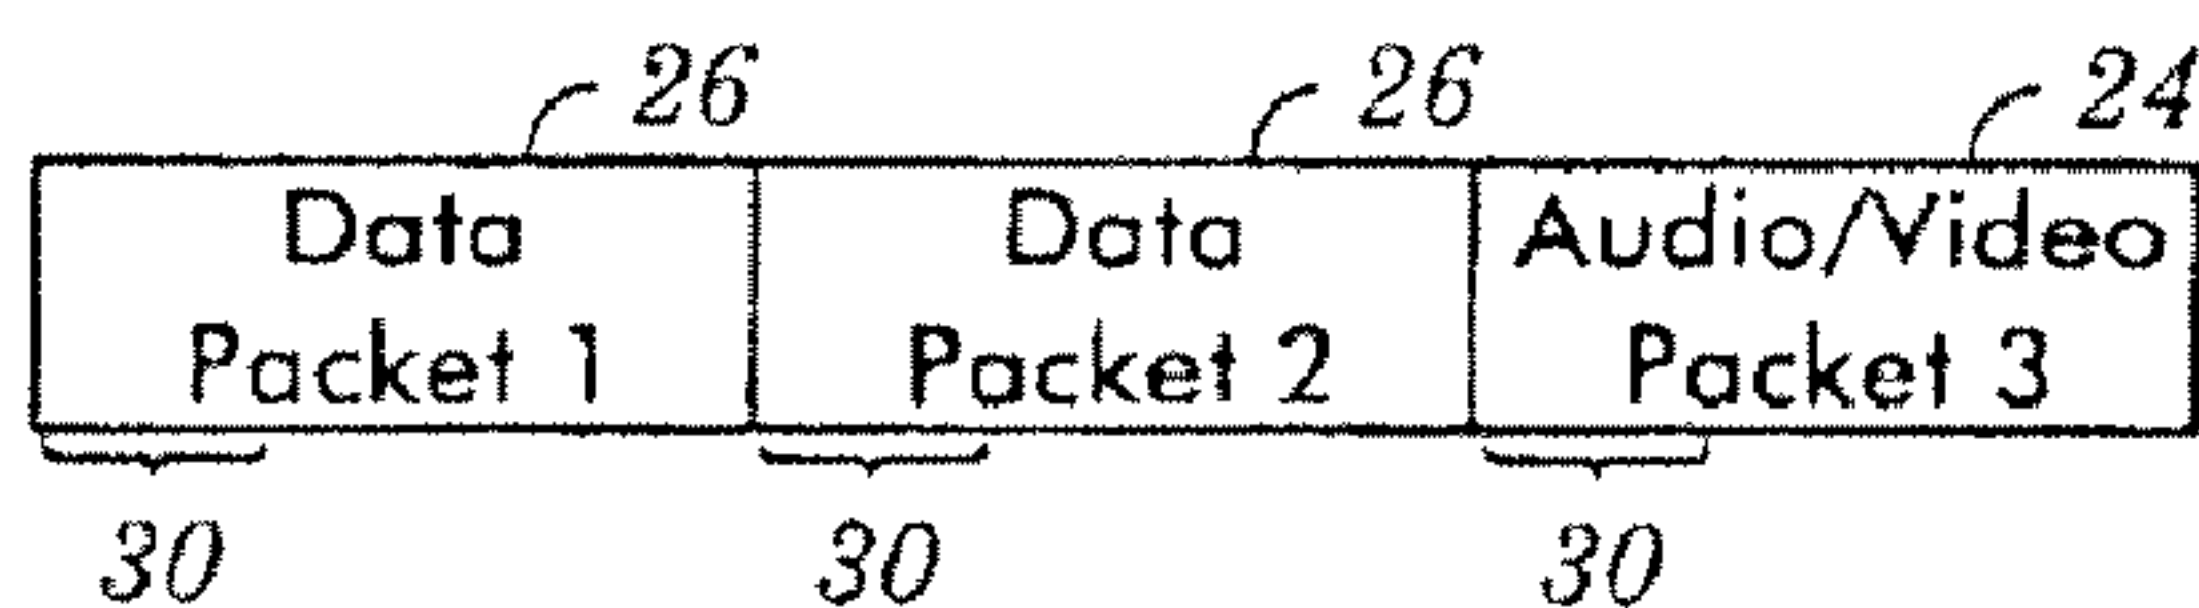 26 26 24
Data Data Audio/Video
Packet 1 Packet 2 Packet 3
30 30 30